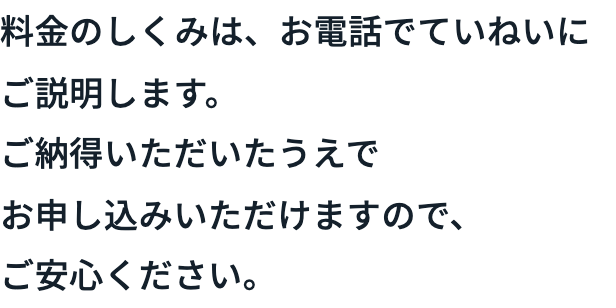 料金のしくみは、お電話でていねいに
ご説明します。
ご納得いただいたうえで
お申し込みいただけますので、
ご安心ください。